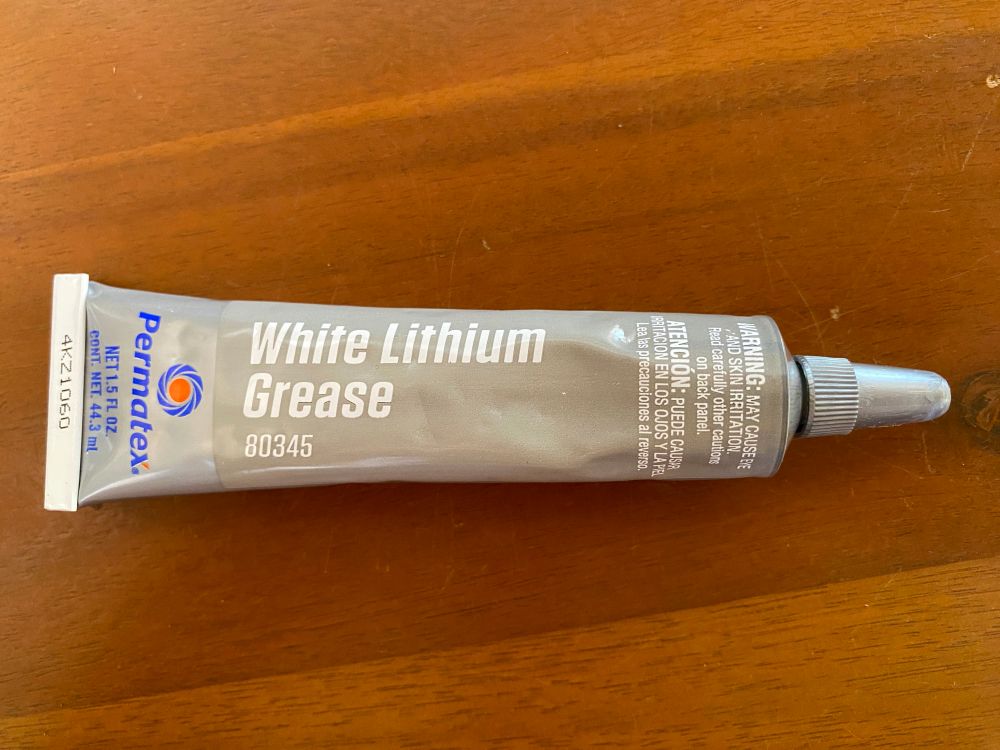 4K21060
Permatex®
NET 1.5 FL OZ.
CONT. NET. 44.3 mL
White Lithium
Grease
80345
WARNING: MAY CAUSE EYE
AND SKIN IRRITATION.
Read carefully other cautions
on back panel.
ATENCIÓN: PUEDE CAUSAR
IRRITACION EN LOS OJOS Y LA PIEL
Lea las precauciones al reverso.